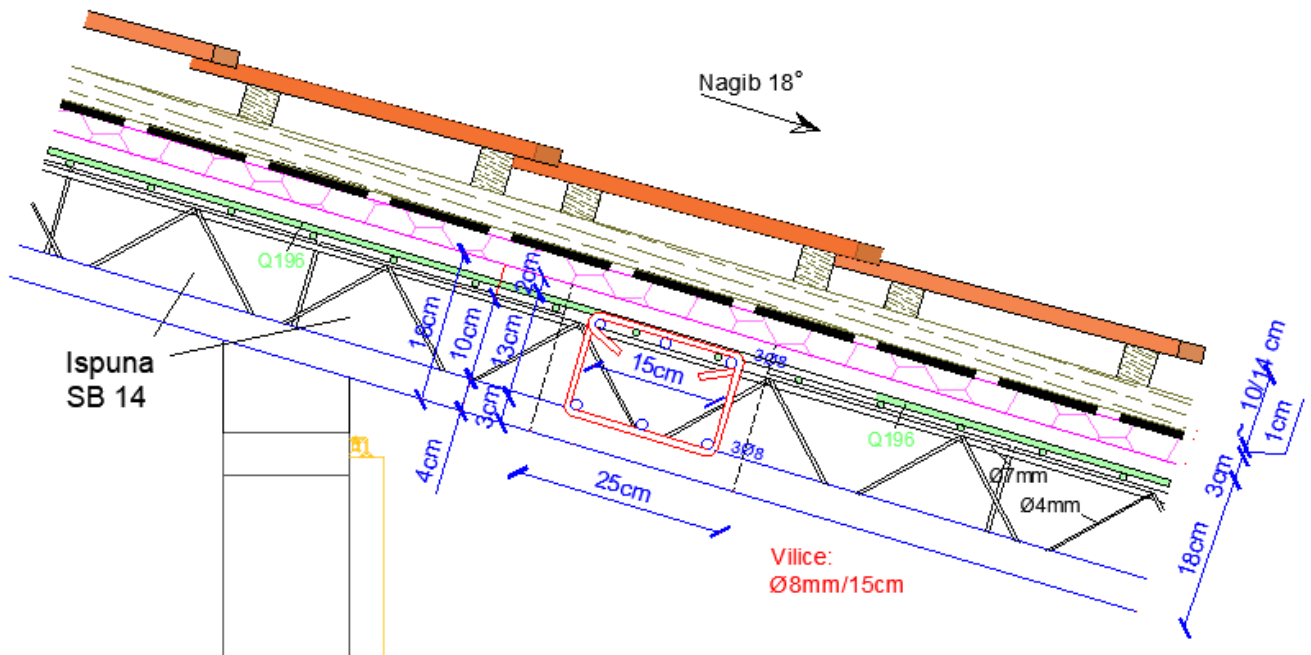 Nagib 18°
Q196
Ispuna
SB 14
18cm
10cm
13cm
2cm
3cm
4cm
15cm
3Ø8
3Ø8
25cm
Q196
Ø7mm
Ø4mm
Vilice:
Ø8mm/15cm
~ 10/14 cm
1cm
3cm
18cm